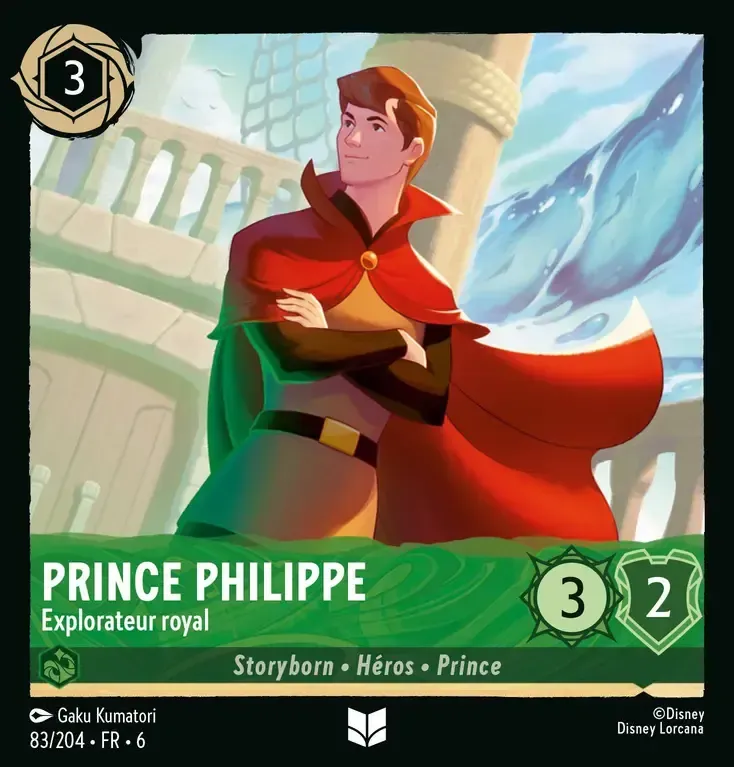 3
PRINCE PHILIPPE
Explorateur royal
3
2
Storyborn • Héros • Prince
Gaku Kumatori
©Disney
83/204 • FR • 6
Disney Lorcana